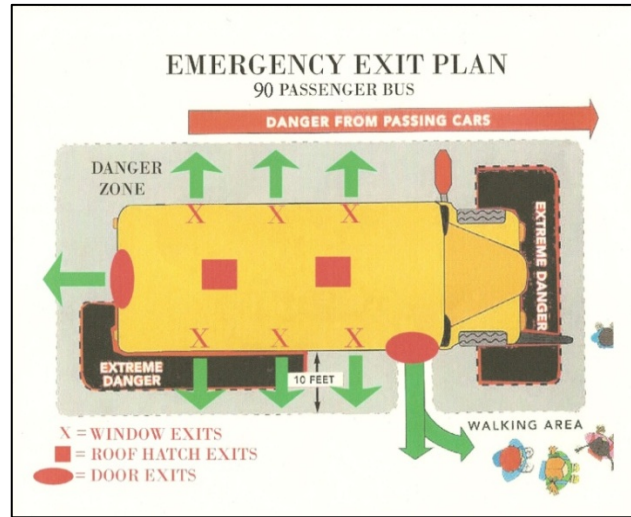 EMERGENCY EXIT PLAN
90 PASSENGER BUS
DANGER FROM PASSING CARS
DANGER
ZONE
X X X
EXTREME DANGER
X X X
EXTREME
DANGER
10 FEET
WALKING AREA
X = WINDOW EXITS
= ROOF HATCH EXITS
= DOOR EXITS